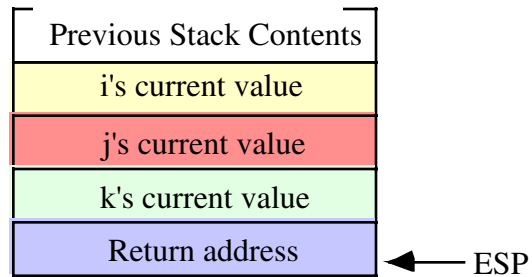 Previous Stack Contents
i's current value
j's current value
k's current value
Return address
ESP